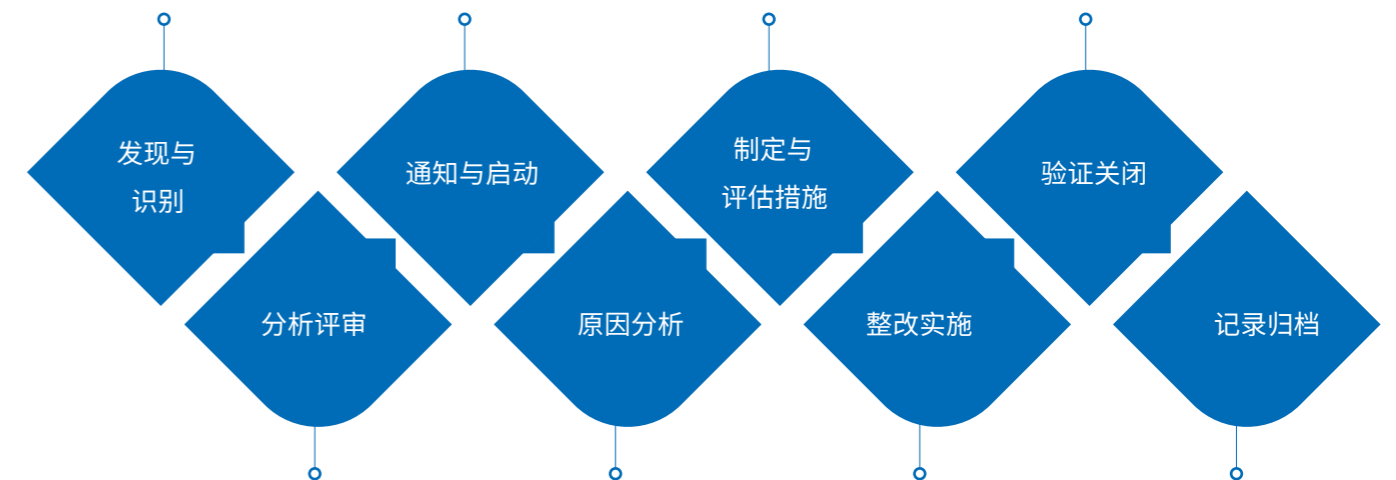 发现与
识别
分析评审
通知与启动
原因分析
制定与
评估措施
整改实施
验证关闭
记录归档